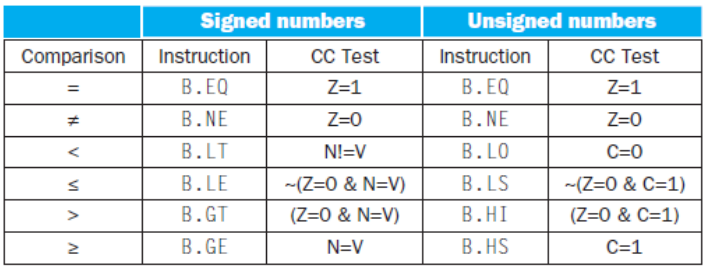 Signed numbers Unsigned numbers
Comparison Instruction CC Test Instruction CC Test
= B.EQ Z=1 B.EQ Z=1
≠ B.NE Z=0 B.NE Z=0
< B.LT N!=V B.LO C=0
≤ B.LE ~(Z=0 & N=V) B.LS ~(Z=0 & C=1)
> B.GT (Z=0 & N=V) B.HI (Z=0 & C=1)
≥ B.GE N=V B.HS C=1